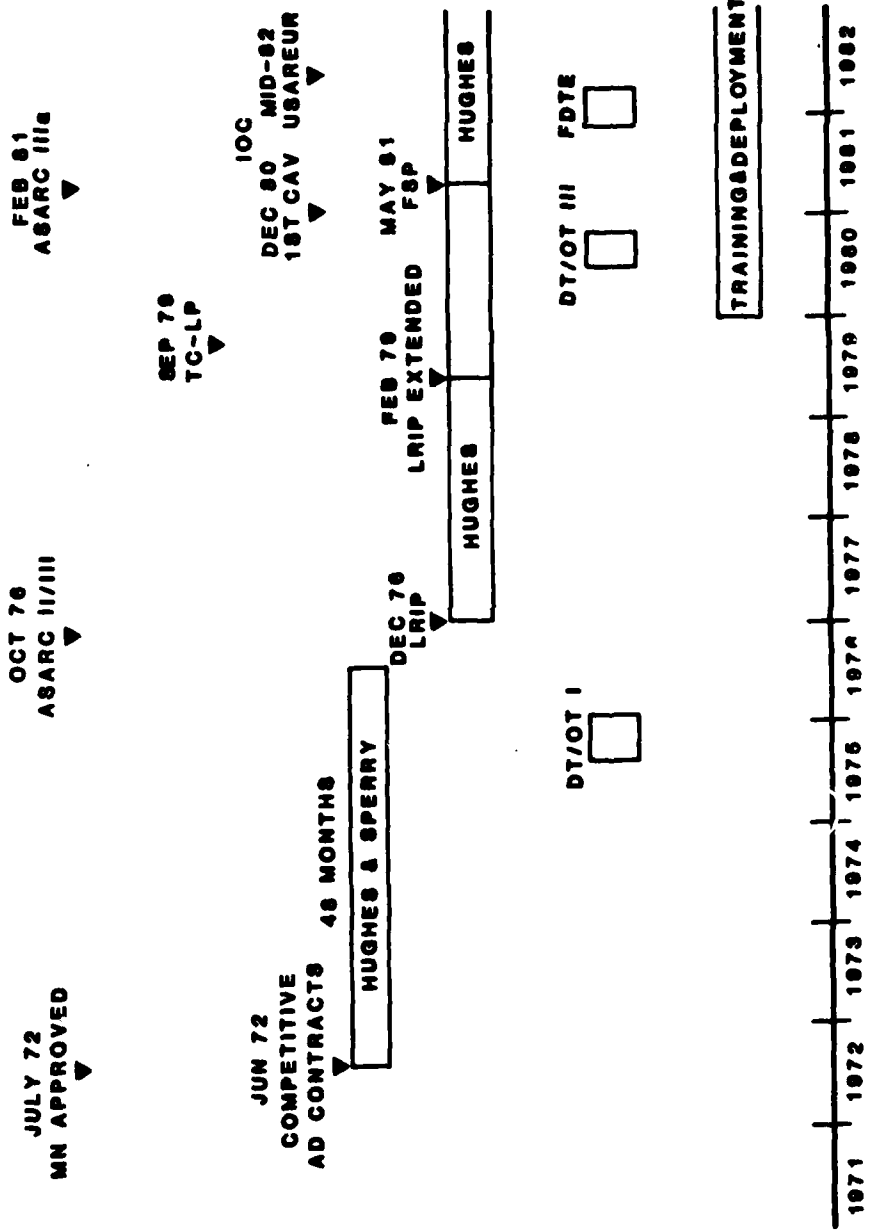 JULY 72
MN APPROVED
OCT 76
ASARC II/III
FEB 81
ASARC IIIa
SEP 79
TC-LP
IOC
DEC 80 MID-82
1ST CAV USAREUR
JUN 72
COMPETITIVE
AD CONTRACTS
48 MONTHS
HUGHES & SPERRY
DEC 76
LRIP
FEB 79
LRIP EXTENDED
MAY 81
FSP
HUGHES
HUGHES
DT/OT I
DT/OT III
FDTE
TRAINING&DEPLOYMENT
1971 1972 1973 1974 1975 1976 1977 1978 1979 1980 1981 1982